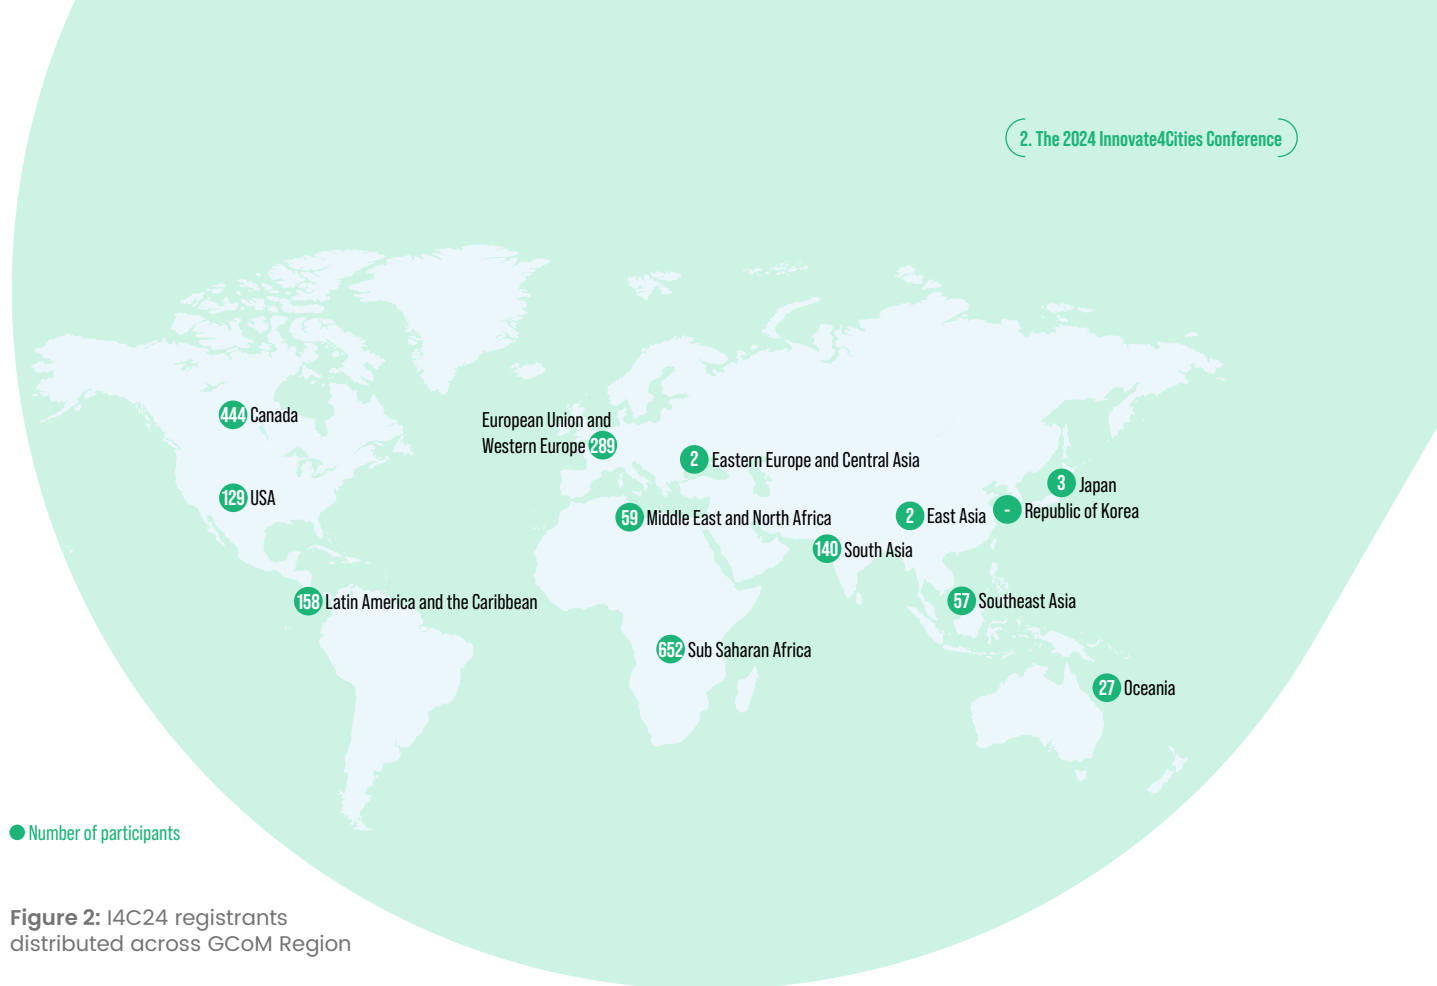 2. The 2024 Innovate4Cities Conference
444 Canada
European Union and
Western Europe 289
2 Eastern Europe and Central Asia
129 USA
3 Japan
59 Middle East and North Africa
2 East Asia
- Republic of Korea
140 South Asia
158 Latin America and the Caribbean
57 Southeast Asia
652 Sub Saharan Africa
27 Oceania
Number of participants
Figure 2: I4C24 registrants
distributed across GCoM Region